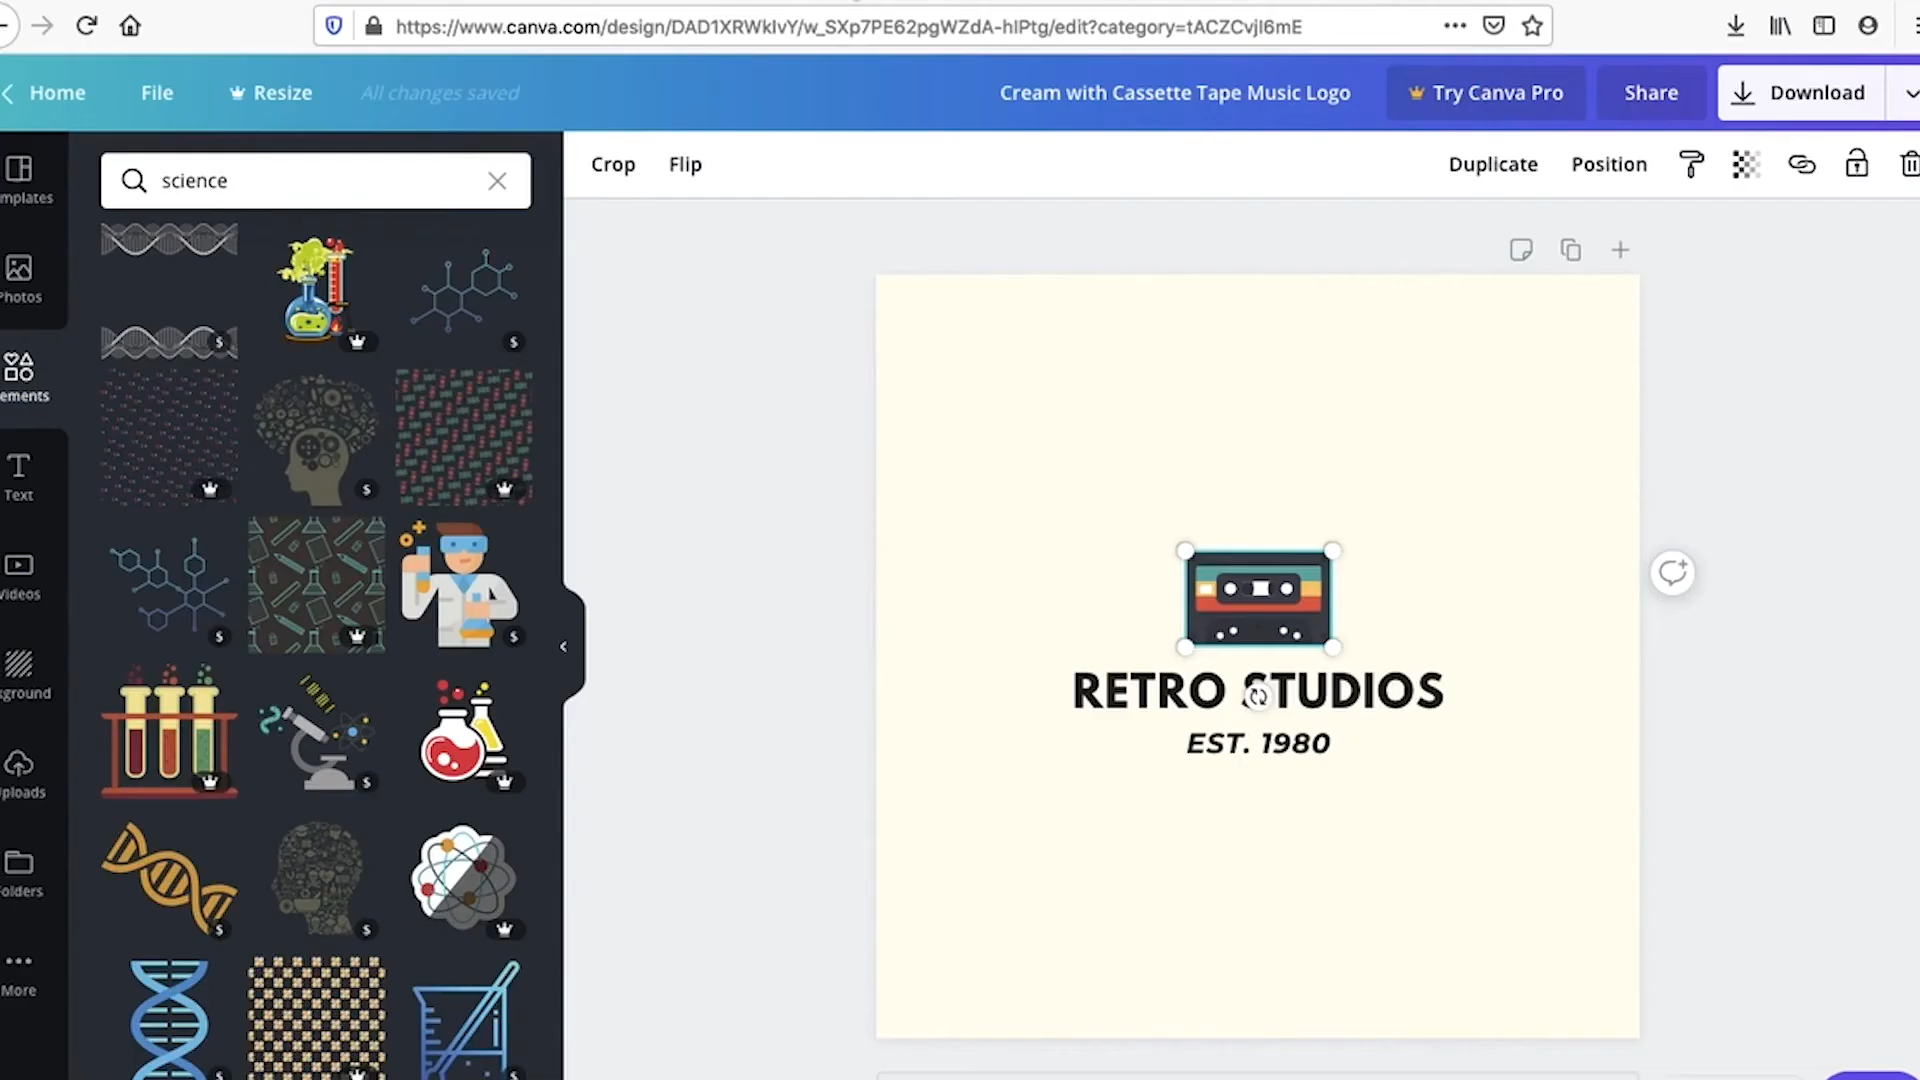 https://www.canva.com/design/DAD1XRWkIvY/w_SXp7PE62pgWZdA-hIPtg/edit?category=tACZCvjl6mE
Home
File
Resize
All changes saved
Cream with Cassette Tape Music Logo
Try Canva Pro
Share
Download
science
Crop
Flip
Duplicate
Position
mplates
Photos
ements
Text
Videos
kground
ploads
olders
More
RETRO STUDIOS
EST. 1980